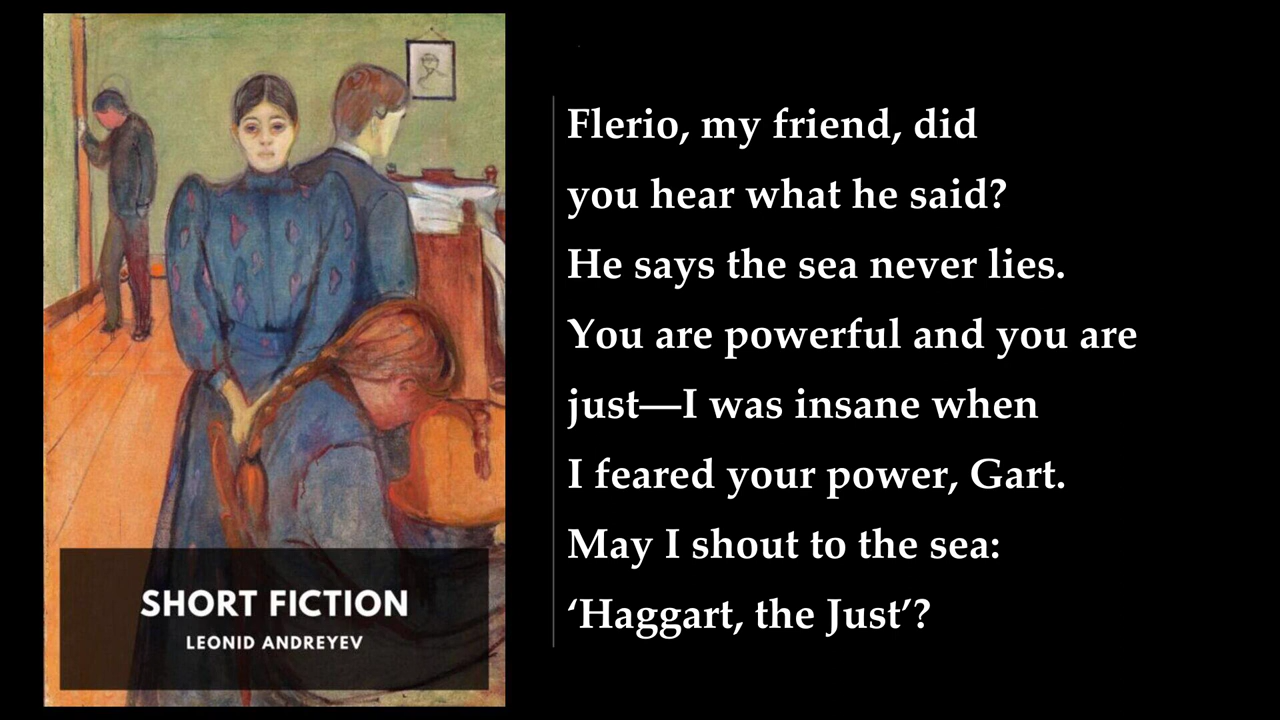 SHORT FICTION
LEONID ANDREYEV
Flerio, my friend, did
you hear what he said?
He says the sea never lies.
You are powerful and you are
just—I was insane when
I feared your power, Gart.
May I shout to the sea:
‘Haggart, the Just’?